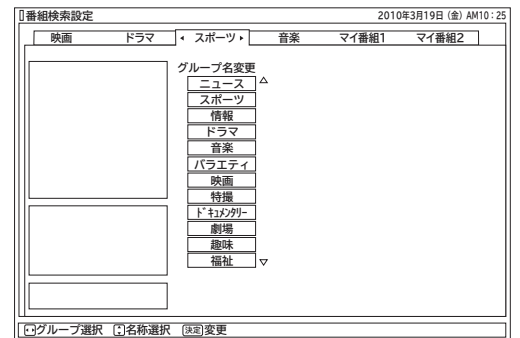 番組検索設定 2010年3月19日 (金) AM10:25
映画 ドラマ スポーツ 音楽 マイ番組1 マイ番組2
グループ名変更
ニュース
スポーツ
情報
ドラマ
音楽
バラエティ
映画
特撮
ﾄﾞｷｭﾒﾝﾀﾘｰ
劇場
趣味
福祉
グループ選択 名称選択 決定 変更